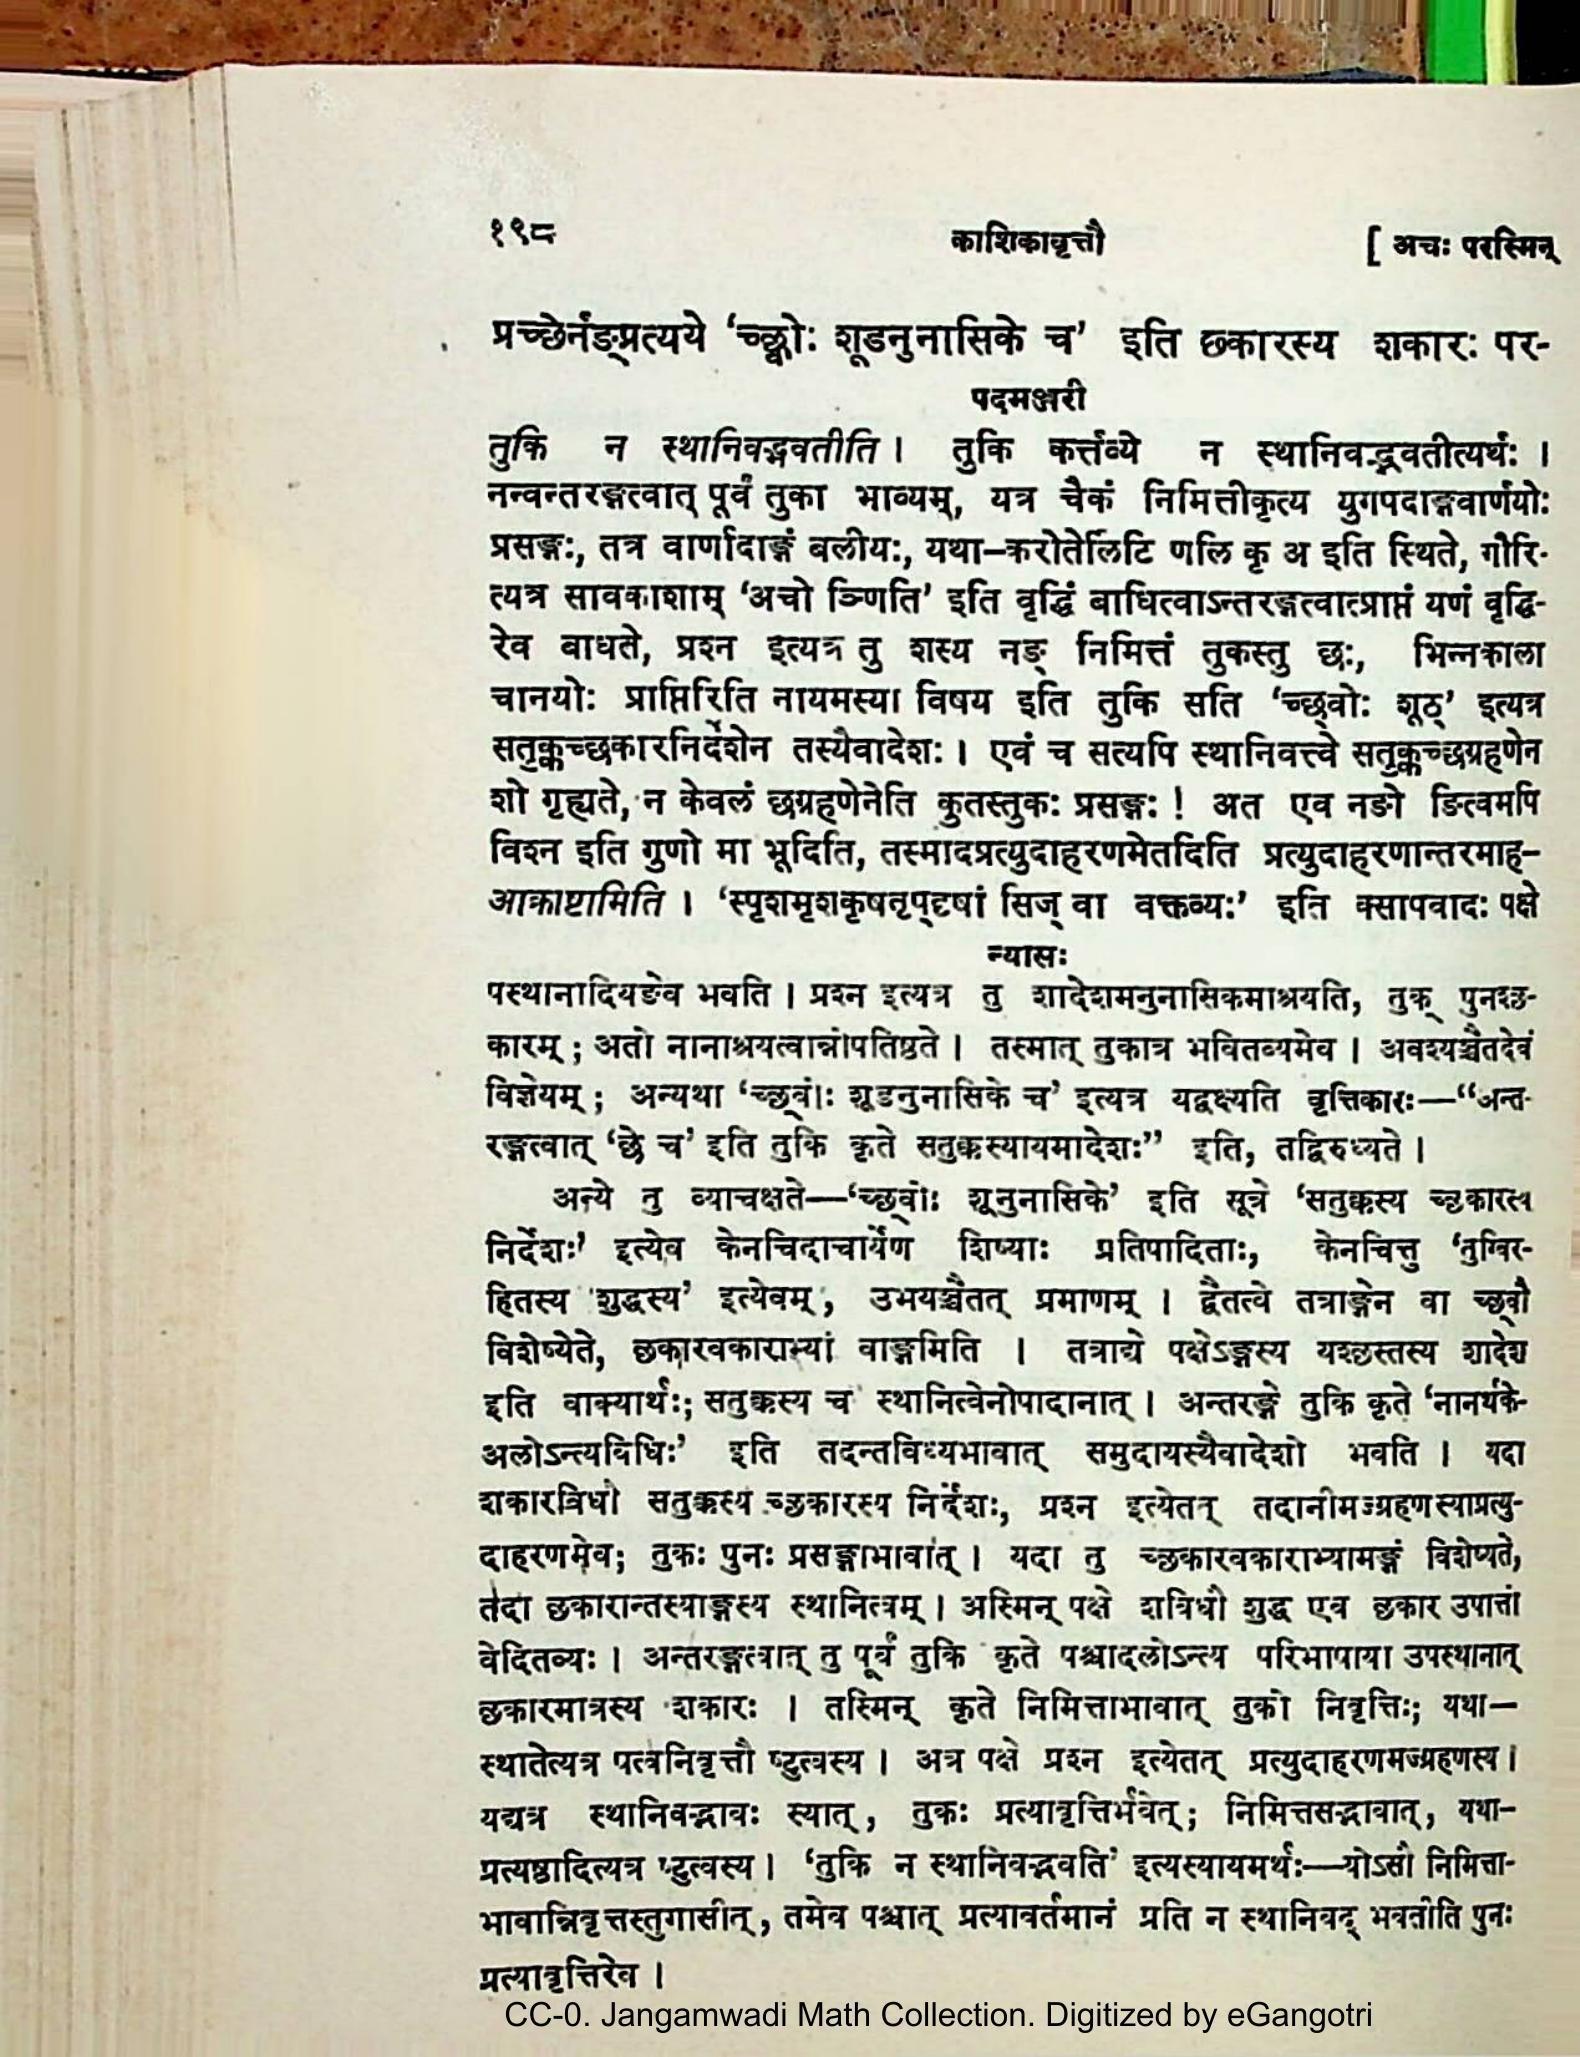 १९८ काशिकावृत्तौ [ अचः परस्मिन्
प्रच्छेर्नङ्प्रत्यये ‘च्छ्वोः शूडनुनासिके च’ इति छकारस्य शकारः पर-
पदमञ्जरी
तुकि न स्थानिवद्भवतीति । तुकि कर्त्तव्ये न स्थानिवद्भवतीत्यर्थः ।
नन्वन्तरङ्गत्वात् पूर्वं तुका भाव्यम्, यत्र चैकं निमित्तीकृत्य युगपदाङ्गवार्णयोः
प्रसङ्गः, तत्र वार्णादाङ्गं बलीयः, यथा–करोतेर्लिटि णलि कृ अ इति स्थिते, गौरि-
त्यत्र सावकाशाम् ‘अचो ञ्णिति’ इति वृद्धिं बाधित्वाऽन्तरङ्गत्वात्प्राप्तं यणं वृद्धि-
रेव बाधते, प्रश्न इत्यत्र तु शस्य नङ् निमित्तं तुकस्तु छः, भिन्नकाला
चानयोः प्राप्तिरिति नायमस्या विषय इति तुकि सति ‘च्छ्वोः शूठ्’ इत्यत्र
सतुक्कच्छकारनिर्देशेन तस्यैवादेशः । एवं च सत्यपि स्थानिवत्त्वे सतुक्कच्छग्रहणेन
शो गृह्यते, न केवलं छग्रहणेनेति कुतस्तुकः प्रसङ्गः ! अत एव नङो ङित्वमपि
विश्न इति गुणो मा भूदिति, तस्मादप्रत्युदाहरणमेतदिति प्रत्युदाहरणान्तरमाह–
आक्राष्टामिति । ‘स्पृशमृशकृषतृप्दृषां सिज् वा वक्तव्यः’ इति क्सापवादः पक्षे
न्यासः
पस्थानादियङेव भवति । प्रश्न इत्यत्र तु शादेशमनुनासिकमाश्रयति, तुक् पुनश्छ-
कारम् ; अतो नानाश्रयत्वान्नोपतिष्ठते । तस्मात् तुकात्र भवितव्यमेव । अवश्यञ्चैतदेवं
विज्ञेयम् ; अन्यथा ‘च्छ्वोः शूडनुनासिके च’ इत्यत्र यद्वक्ष्यति वृत्तिकारः—“अन्त-
रङ्गत्वात् ‘छे च’ इति तुकि कृते सतुक्कस्यायमादेशः” इति, तद्विरुध्यते ।
अन्ये तु व्याचक्षते—‘च्छ्वोः शूनुनासिके’ इति सूत्रे ‘सतुक्कस्य च्छकारस्य
निर्देशः’ इत्येव केनचिदाचार्येण शिष्याः प्रतिपादिताः, केनचित्तु ‘तुग्विर-
हितस्य शुद्धस्य’ इत्येवम् , उभयञ्चैतत् प्रमाणम् । द्वैतत्वे तत्राङ्गेन वा च्छ्वौ
विशेष्येते, छकारवकाराभ्यां वाङ्गमिति । तत्राद्ये पक्षेऽङ्गस्य यश्छस्तस्य शादेश
इति वाक्यार्थः; सतुक्कस्य च स्थानित्वेनोपादानात् । अन्तरङ्गे तुकि कृते ‘नानर्थके-
अलोऽन्त्यविधिः’ इति तदन्तविध्यभावात् समुदायस्यैवादेशो भवति । यदा
शकारविधौ सतुक्कस्य च्छकारस्य निर्देशः, प्रश्न इत्येतत् तदानीमज्ग्रहणस्याप्रत्यु-
दाहरणमेव; तुकः पुनः प्रसङ्गाभावात् । यदा तु च्छकारवकाराभ्यामङ्गं विशेष्यते,
तदा छकारान्तस्याङ्गस्य स्थानित्वम् । अस्मिन् पक्षे शविधौ शुद्ध एव छकार उपात्तो
वेदितव्यः । अन्तरङ्गत्वात् तु पूर्वं तुकि कृते पश्चादलोऽन्त्य परिभाषाया उपस्थानात्
छकारमात्रस्य शकारः । तस्मिन् कृते निमित्ताभावात् तुको निवृत्तिः; यथा—
स्थातेत्यत्र षत्वनिवृत्तौ ष्टुत्वस्य । अत्र पक्षे प्रश्न इत्येतत् प्रत्युदाहरणमज्ग्रहणस्य ।
यद्यत्र स्थानिवद्भावः स्यात् , तुकः प्रत्यावृत्तिर्भवेत् ; निमित्तसद्भावात् , यथा–
प्रत्यष्ठादित्यत्र ष्टुत्वस्य । ‘तुकि न स्थानिवद्भवति’ इत्यस्यायमर्थः—योऽसौ निमित्ता-
भावान्निवृत्तस्तुगासीत् , तमेव पश्चात् प्रत्यावर्तमानं प्रति न स्थानिवद् भवतीति पुनः
प्रत्यावृत्तिरेव ।
CC-0. Jangamwadi Math Collection. Digitized by eGangotri